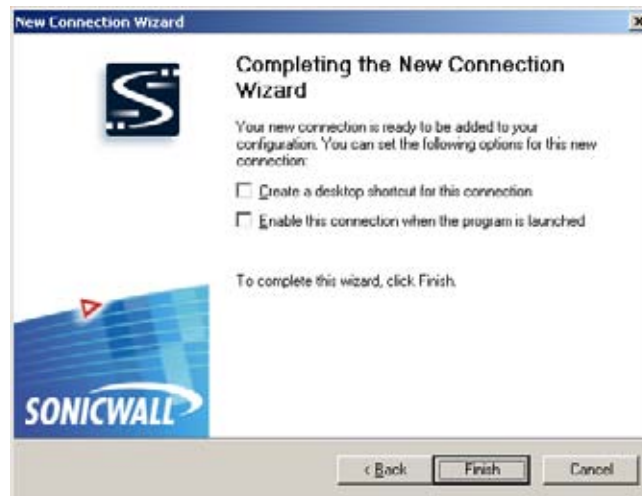 New Connection Wizard
Completing the New Connection
Wizard
Your new connection is ready to be added to your
configuration. You can set the following options for this new
connection:
Create a desktop shortcut for this connection
Enable this connection when the program is launched
To complete this wizard, click Finish.
SONICWALL
< Back
Finish
Cancel